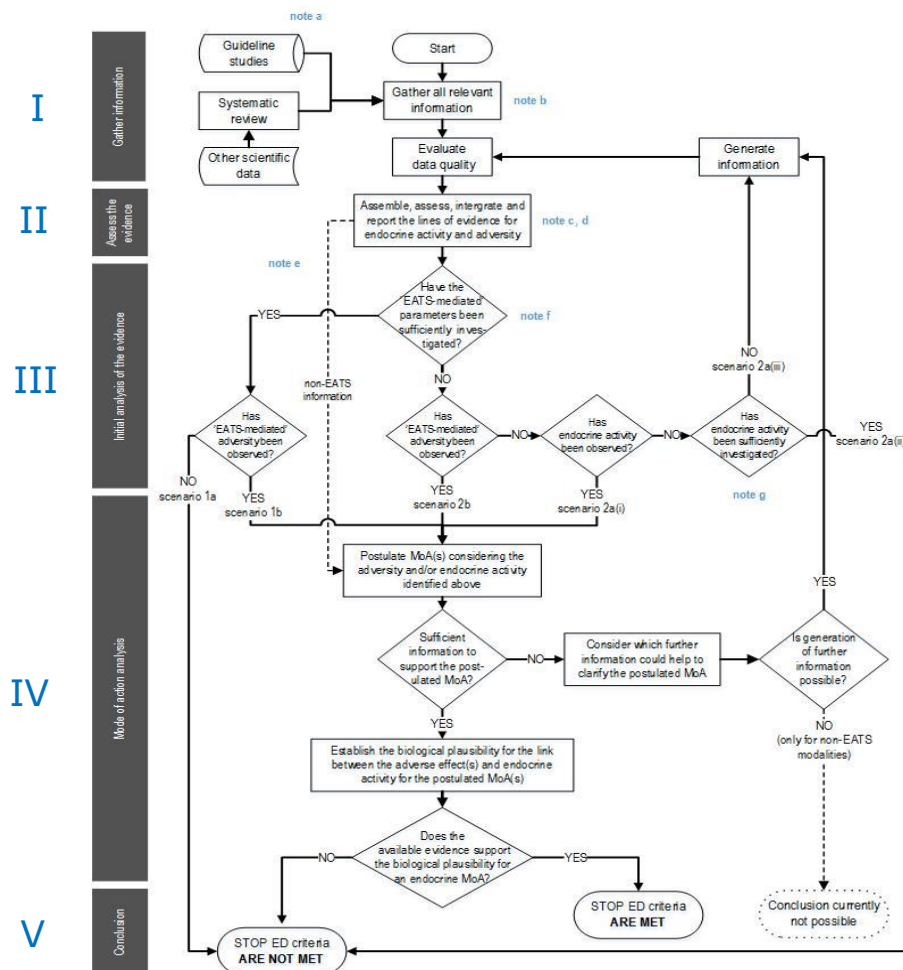 note a
Guideline
studies
Start
I
Gather information
Systematic
review
Gather all relevant
information
note b
Other scientific
data
Evaluate
data quality
Generate
information
II
Assess the
evidence
Assemble, assess, intergrate and
report the lines of evidence for
endocrine activity and adversity
note c, d
note e
III
Initial analysis of the evidence
Have the
'EATS-mediated'
parameters been
sufficiently inves-
tigated?
note f
YES
NO
non-EATS
information
NO
scenario 2a(iii)
Has
'EATS-mediated'
adversity been
observed?
Has
'EATS-mediated'
adversity been
observed?
NO
Has
endocrine activity
been observed?
NO
Has
endocrine activity
been sufficiently
investigated?
YES
scenario 2a(ii)
note g
NO
scenario 1a
YES
scenario 1b
YES
scenario 2b
YES
scenario 2a(i)
IV
Mode of action analysis
Postulate MoA(s) considering the
adversity and/or endocrine activity
identified above
YES
Sufficient
information to
support the post-
ulated MoA?
NO
Consider which further
information could help to
clarify the postulated MoA
Is generation
of further
information
possible?
YES
NO
(only for non-EATS
modalities)
Establish the biological plausibility for the link
between the adverse effect(s) and endocrine
activity for the postulated MoA(s)
Does the
available evidence support
the biological plausibility for
an endocrine MoA?
NO
YES
V
Conclusion
STOP ED criteria
ARE NOT MET
STOP ED criteria
ARE MET
Conclusion currently
not possible